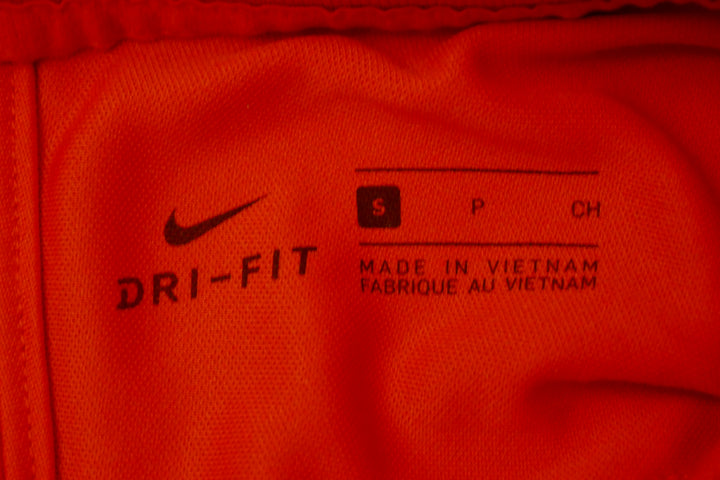 DRI-FIT
S P CH
MADE IN VIETNAM
FABRIQUE AU VIETNAM